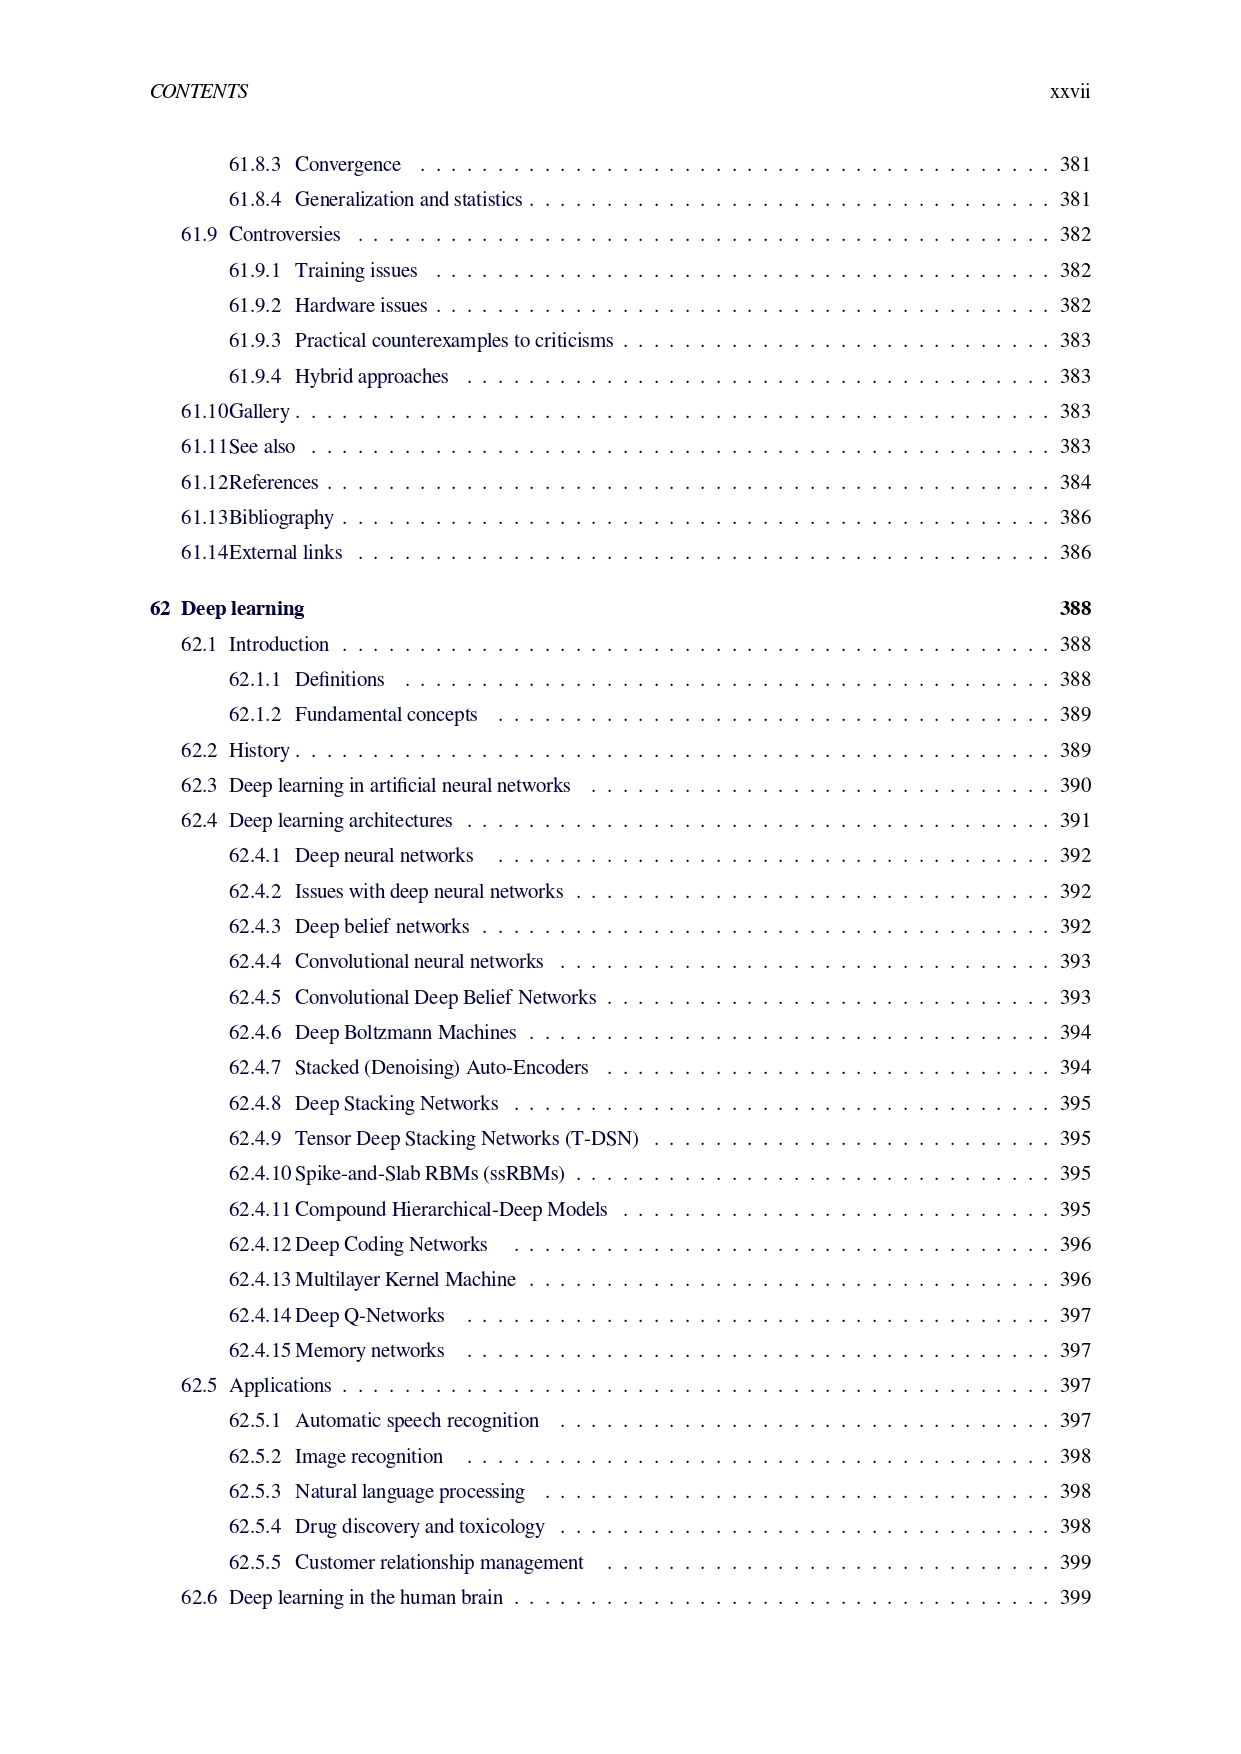 CONTENTS xxvii
61.8.3 Convergence . . . . . . . . . . . . . . . . . . . . . . . . . . . . . . . . . . . . . . . . . 381
61.8.4 Generalization and statistics . . . . . . . . . . . . . . . . . . . . . . . . . . . . . . . . . . 381
61.9 Controversies . . . . . . . . . . . . . . . . . . . . . . . . . . . . . . . . . . . . . . . . . . . . . 382
61.9.1 Training issues . . . . . . . . . . . . . . . . . . . . . . . . . . . . . . . . . . . . . . . . 382
61.9.2 Hardware issues . . . . . . . . . . . . . . . . . . . . . . . . . . . . . . . . . . . . . . . . 382
61.9.3 Practical counterexamples to criticisms . . . . . . . . . . . . . . . . . . . . . . . . . . . . 383
61.9.4 Hybrid approaches . . . . . . . . . . . . . . . . . . . . . . . . . . . . . . . . . . . . . . 383
61.10Gallery . . . . . . . . . . . . . . . . . . . . . . . . . . . . . . . . . . . . . . . . . . . . . . . . . 383
61.11See also . . . . . . . . . . . . . . . . . . . . . . . . . . . . . . . . . . . . . . . . . . . . . . . . 383
61.12References . . . . . . . . . . . . . . . . . . . . . . . . . . . . . . . . . . . . . . . . . . . . . . . 384
61.13Bibliography . . . . . . . . . . . . . . . . . . . . . . . . . . . . . . . . . . . . . . . . . . . . . . 386
61.14External links . . . . . . . . . . . . . . . . . . . . . . . . . . . . . . . . . . . . . . . . . . . . . 386
62 Deep learning 388
62.1 Introduction . . . . . . . . . . . . . . . . . . . . . . . . . . . . . . . . . . . . . . . . . . . . . . 388
62.1.1 Definitions . . . . . . . . . . . . . . . . . . . . . . . . . . . . . . . . . . . . . . . . . . 388
62.1.2 Fundamental concepts . . . . . . . . . . . . . . . . . . . . . . . . . . . . . . . . . . . . 389
62.2 History . . . . . . . . . . . . . . . . . . . . . . . . . . . . . . . . . . . . . . . . . . . . . . . . . 389
62.3 Deep learning in artificial neural networks . . . . . . . . . . . . . . . . . . . . . . . . . . . . . . 390
62.4 Deep learning architectures . . . . . . . . . . . . . . . . . . . . . . . . . . . . . . . . . . . . . . 391
62.4.1 Deep neural networks . . . . . . . . . . . . . . . . . . . . . . . . . . . . . . . . . . . . 392
62.4.2 Issues with deep neural networks . . . . . . . . . . . . . . . . . . . . . . . . . . . . . . . 392
62.4.3 Deep belief networks . . . . . . . . . . . . . . . . . . . . . . . . . . . . . . . . . . . . . 392
62.4.4 Convolutional neural networks . . . . . . . . . . . . . . . . . . . . . . . . . . . . . . . . 393
62.4.5 Convolutional Deep Belief Networks . . . . . . . . . . . . . . . . . . . . . . . . . . . . . 393
62.4.6 Deep Boltzmann Machines . . . . . . . . . . . . . . . . . . . . . . . . . . . . . . . . . . 394
62.4.7 Stacked (Denoising) Auto-Encoders . . . . . . . . . . . . . . . . . . . . . . . . . . . . . 394
62.4.8 Deep Stacking Networks . . . . . . . . . . . . . . . . . . . . . . . . . . . . . . . . . . . 395
62.4.9 Tensor Deep Stacking Networks (T-DSN) . . . . . . . . . . . . . . . . . . . . . . . . . . 395
62.4.10 Spike-and-Slab RBMs (ssRBMs) . . . . . . . . . . . . . . . . . . . . . . . . . . . . . . . 395
62.4.11 Compound Hierarchical-Deep Models . . . . . . . . . . . . . . . . . . . . . . . . . . . . 395
62.4.12 Deep Coding Networks . . . . . . . . . . . . . . . . . . . . . . . . . . . . . . . . . . . 396
62.4.13 Multilayer Kernel Machine . . . . . . . . . . . . . . . . . . . . . . . . . . . . . . . . . . 396
62.4.14 Deep Q-Networks . . . . . . . . . . . . . . . . . . . . . . . . . . . . . . . . . . . . . . 397
62.4.15 Memory networks . . . . . . . . . . . . . . . . . . . . . . . . . . . . . . . . . . . . . . 397
62.5 Applications . . . . . . . . . . . . . . . . . . . . . . . . . . . . . . . . . . . . . . . . . . . . . . 397
62.5.1 Automatic speech recognition . . . . . . . . . . . . . . . . . . . . . . . . . . . . . . . . 397
62.5.2 Image recognition . . . . . . . . . . . . . . . . . . . . . . . . . . . . . . . . . . . . . . 398
62.5.3 Natural language processing . . . . . . . . . . . . . . . . . . . . . . . . . . . . . . . . . 398
62.5.4 Drug discovery and toxicology . . . . . . . . . . . . . . . . . . . . . . . . . . . . . . . . 398
62.5.5 Customer relationship management . . . . . . . . . . . . . . . . . . . . . . . . . . . . . 399
62.6 Deep learning in the human brain . . . . . . . . . . . . . . . . . . . . . . . . . . . . . . . . . . . 399